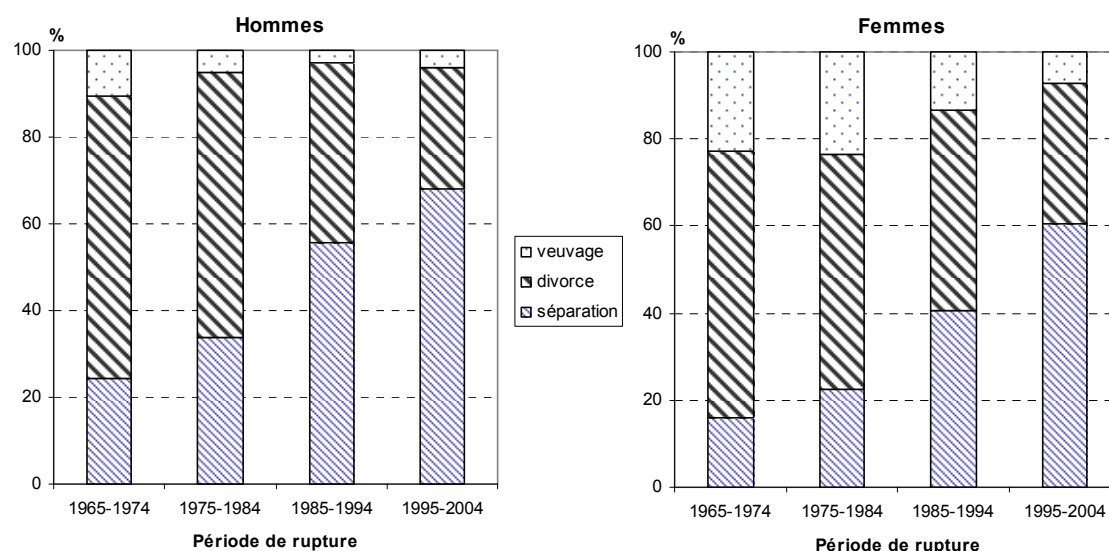 Hommes
%
100
80
60
40
20
0
1965-1974 1975-1984 1985-1994 1995-2004
Période de rupture
veuvage
divorce
séparation
Femmes
%
100
80
60
40
20
0
1965-1974 1975-1984 1985-1994 1995-2004
Période de rupture